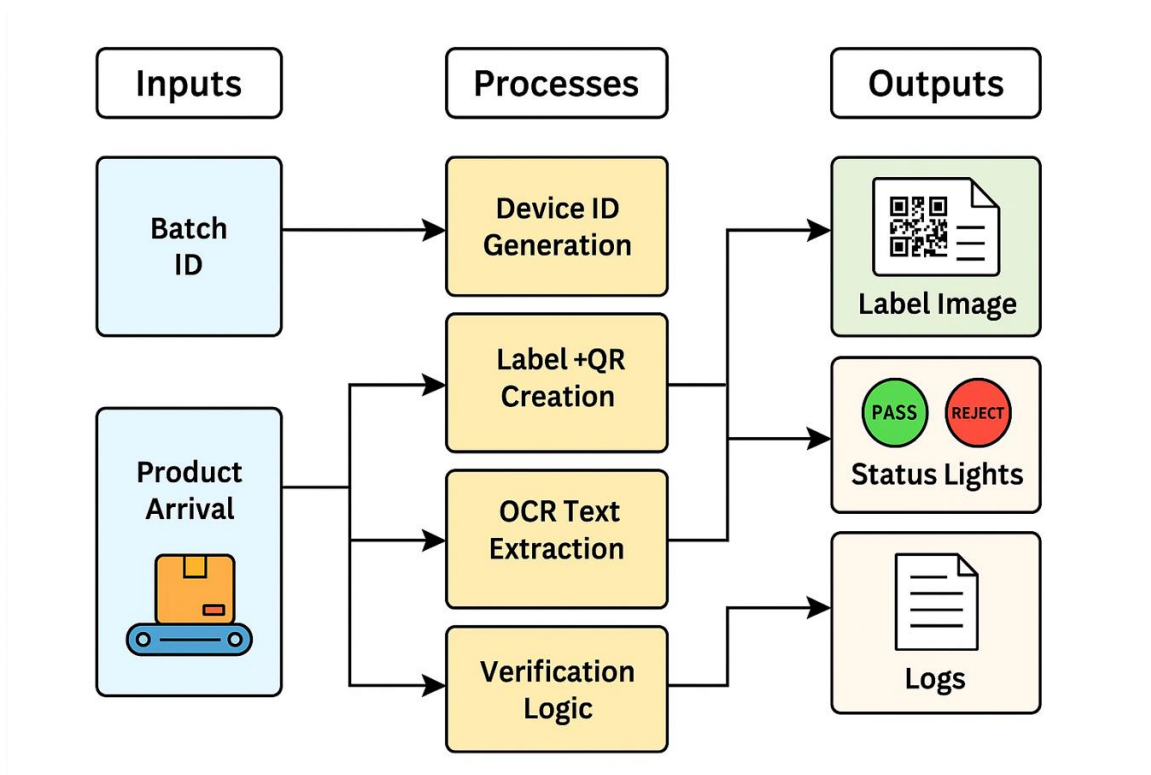 Inputs
Processes
Outputs
Batch
ID
Device ID
Generation
Label Image
Label +QR
Creation
PASS
REJECT
Status Lights
Product
Arrival
OCR Text
Extraction
Verification
Logic
Logs